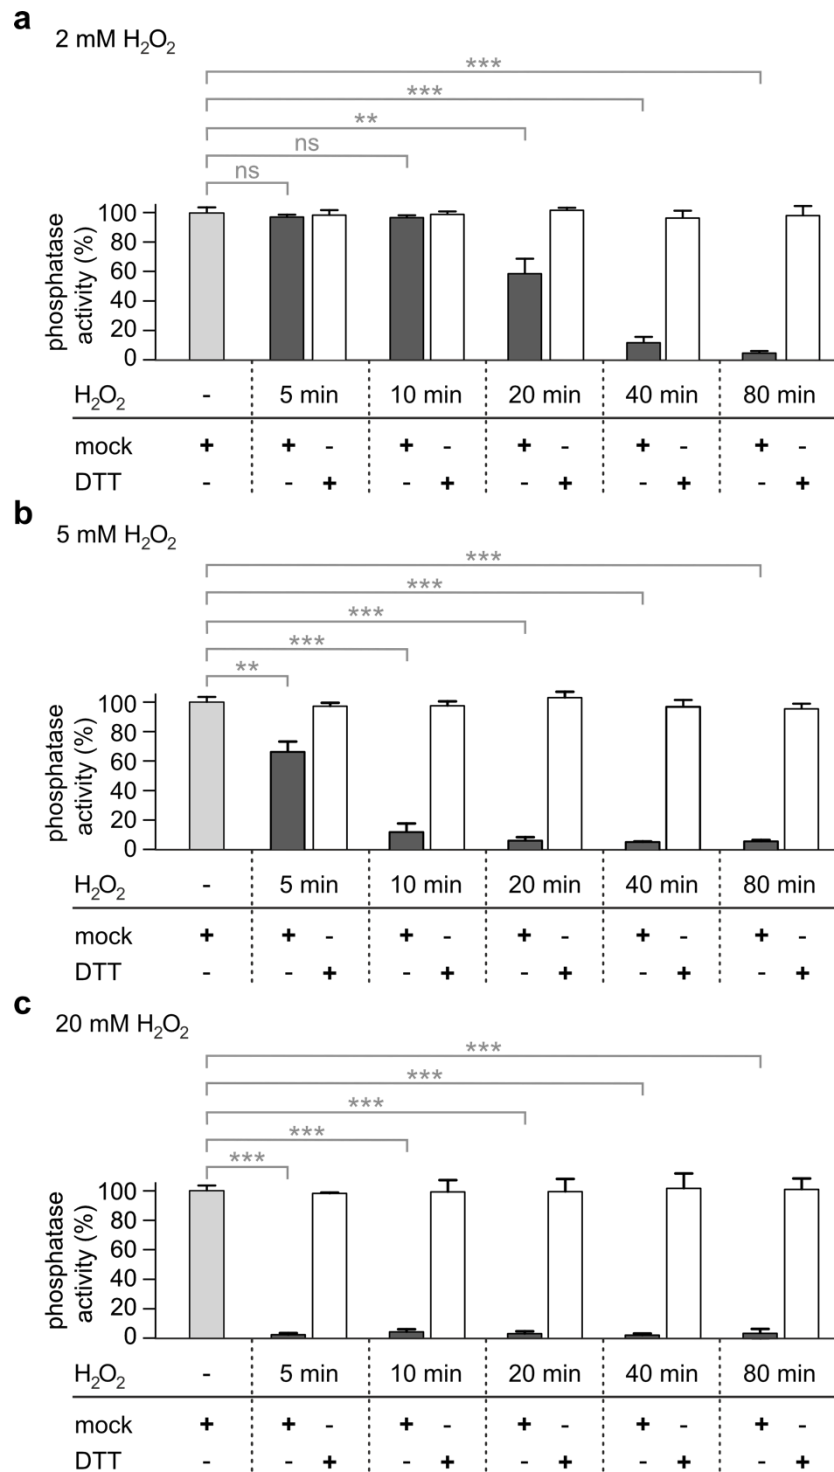 a
2 mM H₂O₂
***
***
**
ns
ns
phosphatase
activity (%)
100
80
60
40
20
0
H₂O₂ - 5 min 10 min 20 min 40 min 80 min
mock + + - + - + - + - + -
DTT - - + - + - + - + - +
b
5 mM H₂O₂
***
***
***
***
**
phosphatase
activity (%)
100
80
60
40
20
0
H₂O₂ - 5 min 10 min 20 min 40 min 80 min
mock + + - + - + - + - + -
DTT - - + - + - + - + - +
c
20 mM H₂O₂
***
***
***
***
***
phosphatase
activity (%)
100
80
60
40
20
0
H₂O₂ - 5 min 10 min 20 min 40 min 80 min
mock + + - + - + - + - + -
DTT - - + - + - + - + - +